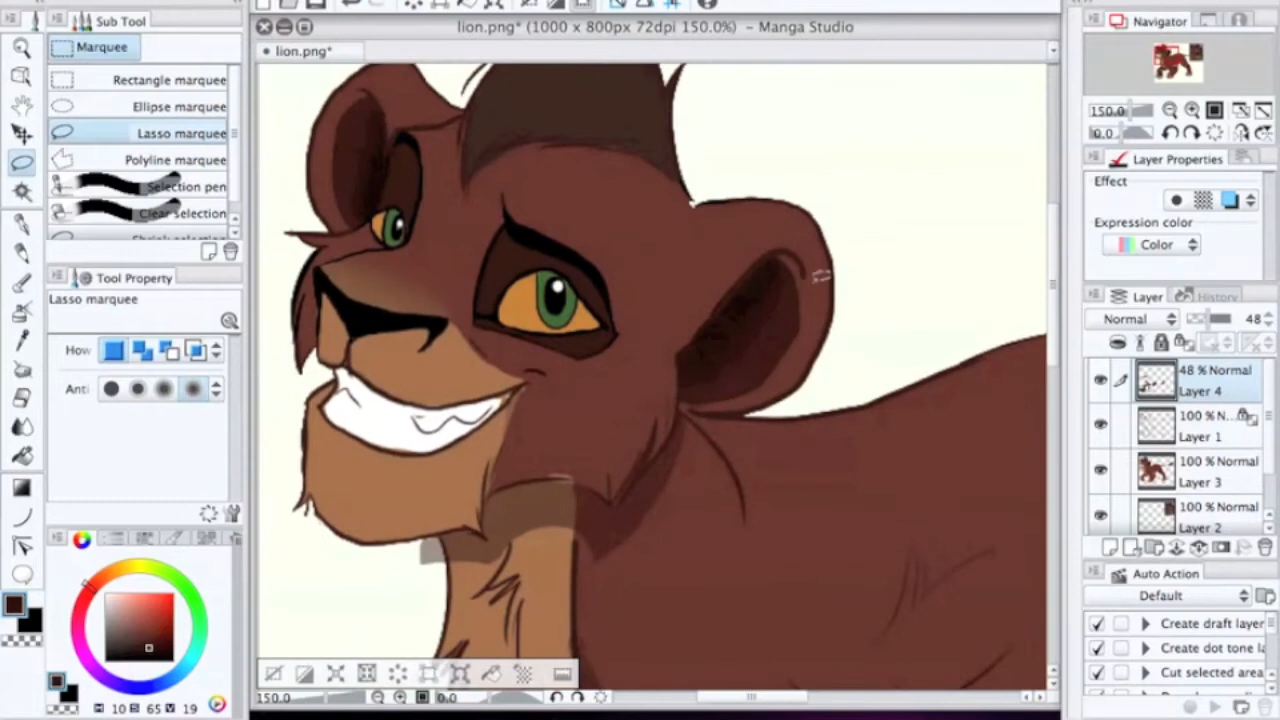 Sub Tool
Marquee
Rectangle marquee
Ellipse marquee
Lasso marquee
Polyline marquee
Selection pen
Clear selection
Tool Property
Lasso marquee
How
Anti
H 10 S 65 V 19
lion.png* (1000 x 800px 72dpi 150.0%) - Manga Studio
lion.png*
150.0
0.0
Navigator
150.0
0.0
Layer Properties
Effect
Expression color
Color
Layer
History
Normal
48
48 % Normal
Layer 4
100 % N...
Layer 1
100 % Normal
Layer 3
100 % Normal
Layer 2
Auto Action
Default
Create draft layer
Create dot tone la
Cut selected area